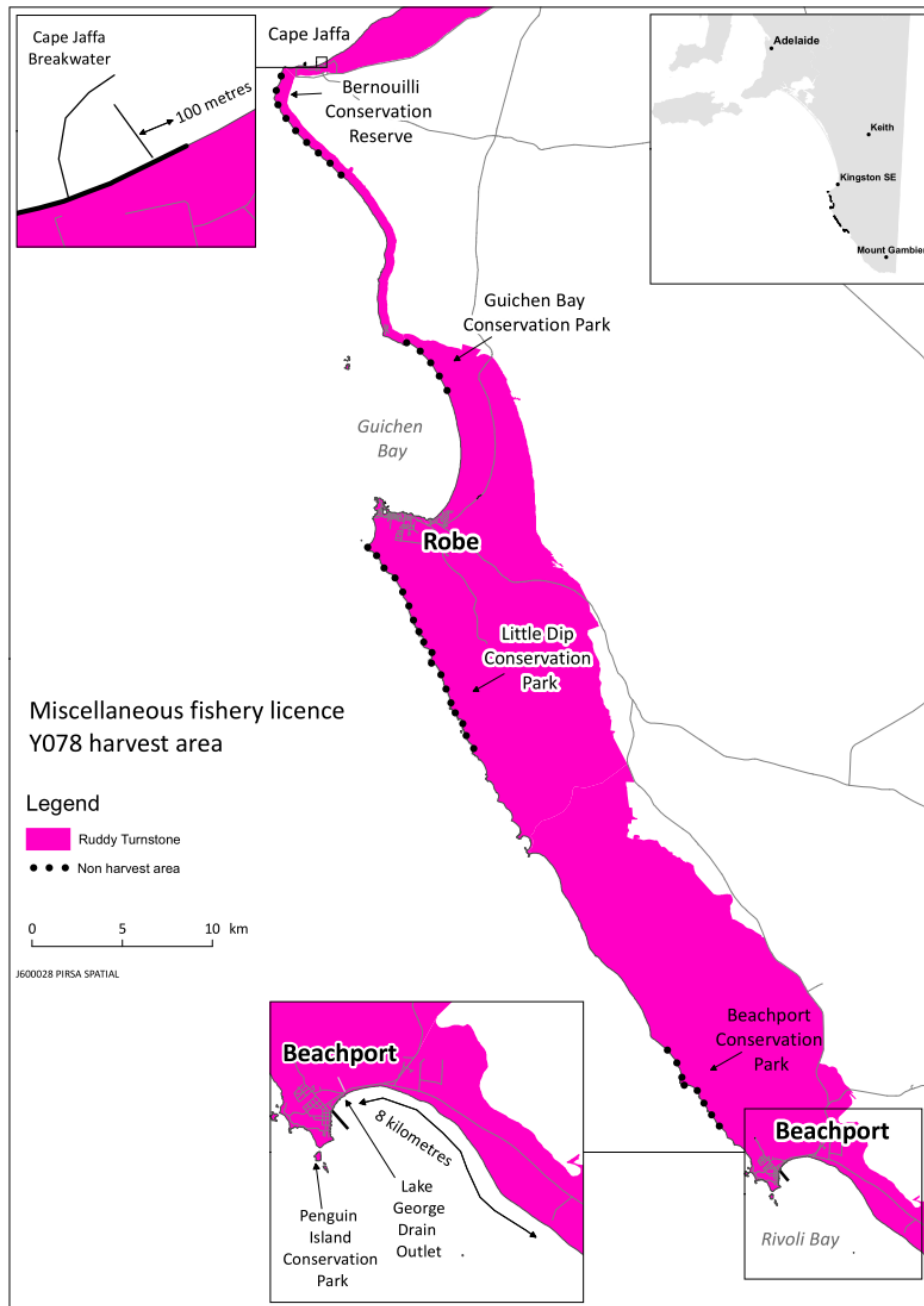 Cape Jaffa
Breakwater
100 metres
Cape Jaffa
Bernouilli
Conservation
Reserve
Adelaide
Keith
Kingston SE
Mount Gambier
Guichen Bay
Conservation Park
Guichen
Bay
Robe
Little Dip
Conservation
Park
Miscellaneous fishery licence
Y078 harvest area
Legend
Ruddy Turnstone
Non harvest area
0 5 10 km
J600028 PIRSA SPATIAL
Beachport
Conservation
Park
Beachport
Rivoli Bay
Beachport
8 kilometres
Lake
George
Drain
Outlet
Penguin
Island
Conservation
Park